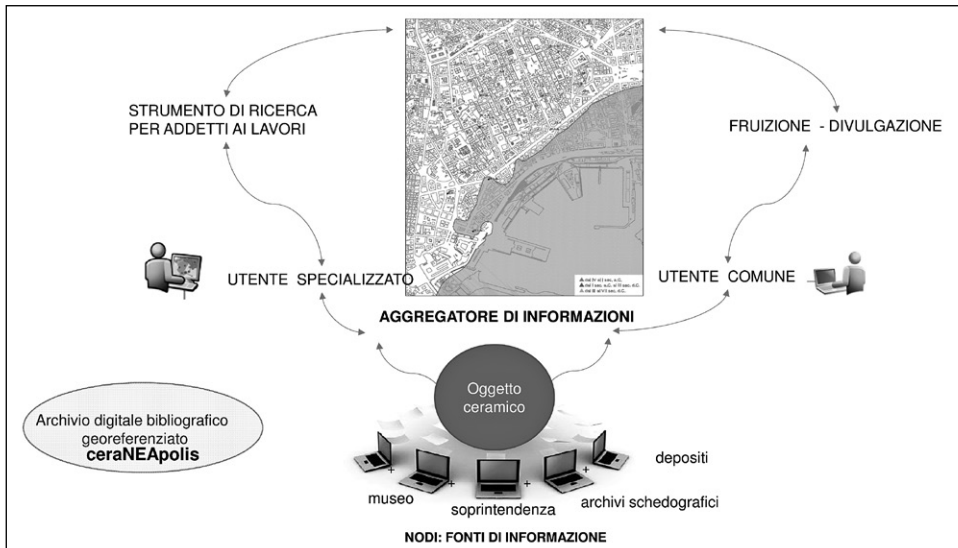 STRUMENTO DI RICERCA
PER ADDETTI AI LAVORI
FRUIZIONE - DIVULGAZIONE
UTENTE SPECIALIZZATO
UTENTE COMUNE
AGGREGATORE DI INFORMAZIONI
Oggetto
ceramico
Archivio digitale bibliografico
georeferenziato
ceraNEApolis
depositi
+ + + +
museo
soprintendenza
archivi schedografici
NODI: FONTI DI INFORMAZIONE